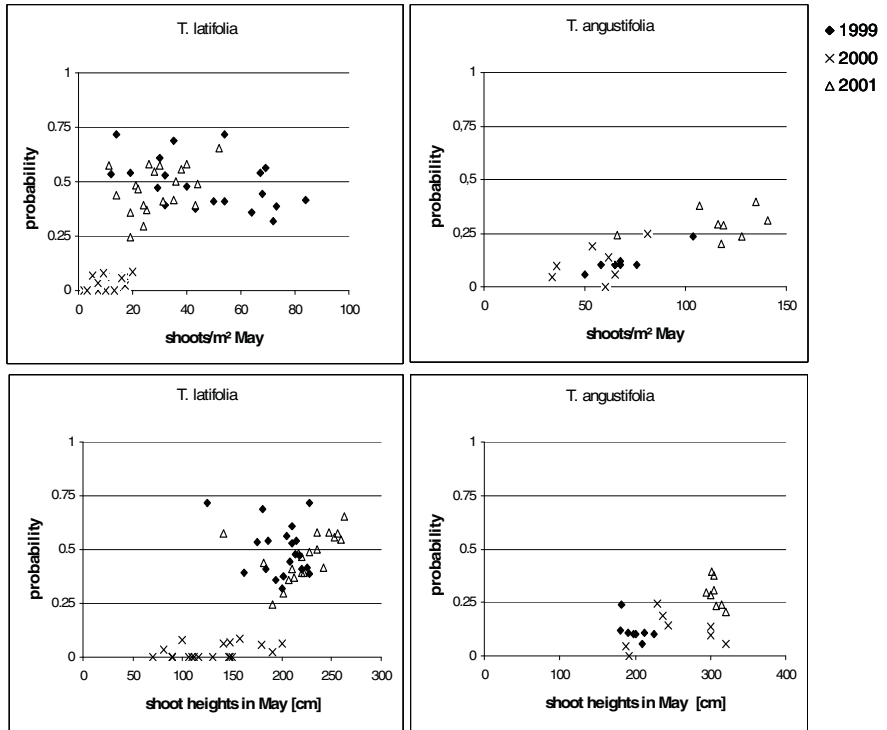 T. latifolia
1
0.75
0.5
0.25
0
probability
0 20 40 60 80 100
shoots/m² May
T. angustifolia
1
0,75
0,5
0,25
0
probability
0 50 100 150
shoots/m² May
◆ 1999
× 2000
△ 2001
T. latifolia
1
0.75
0.5
0.25
0
probability
0 50 100 150 200 250 300
shoot heights in May [cm]
T. angustifolia
1
0.75
0.5
0.25
0
probability
0 100 200 300 400
shoot heights in May [cm]